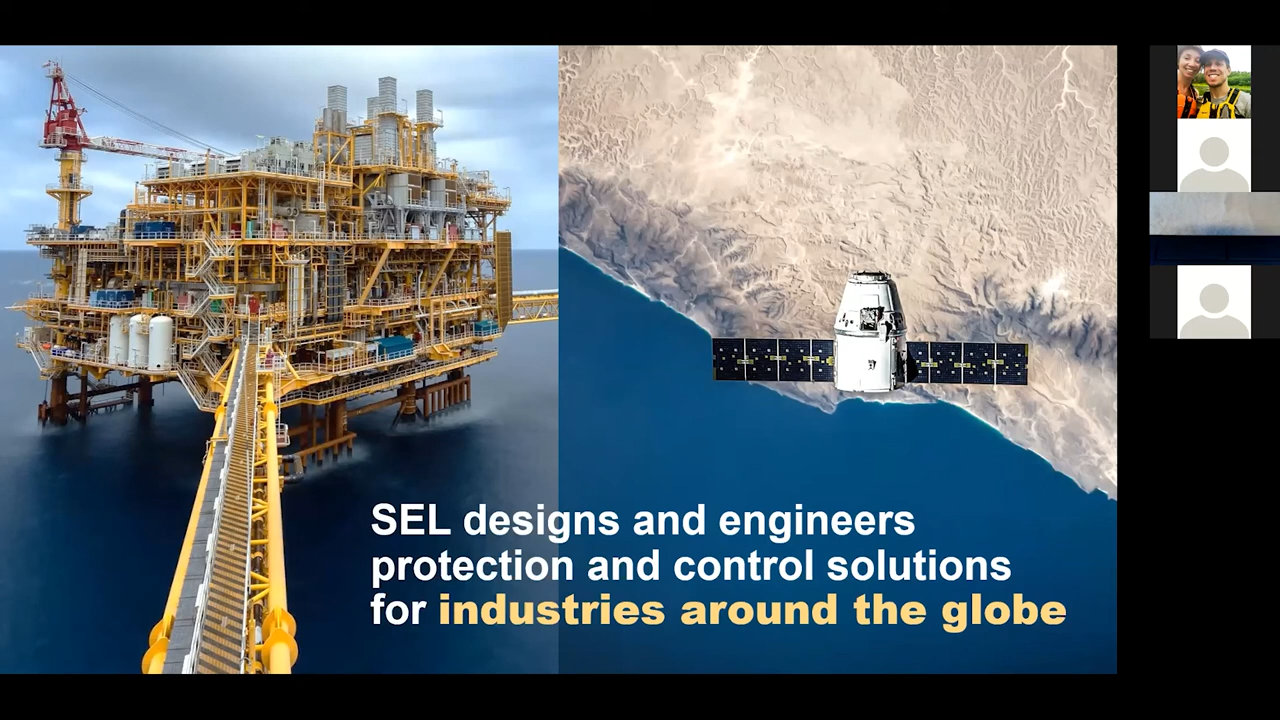 SEL designs and engineers
protection and control solutions
for industries around the globe